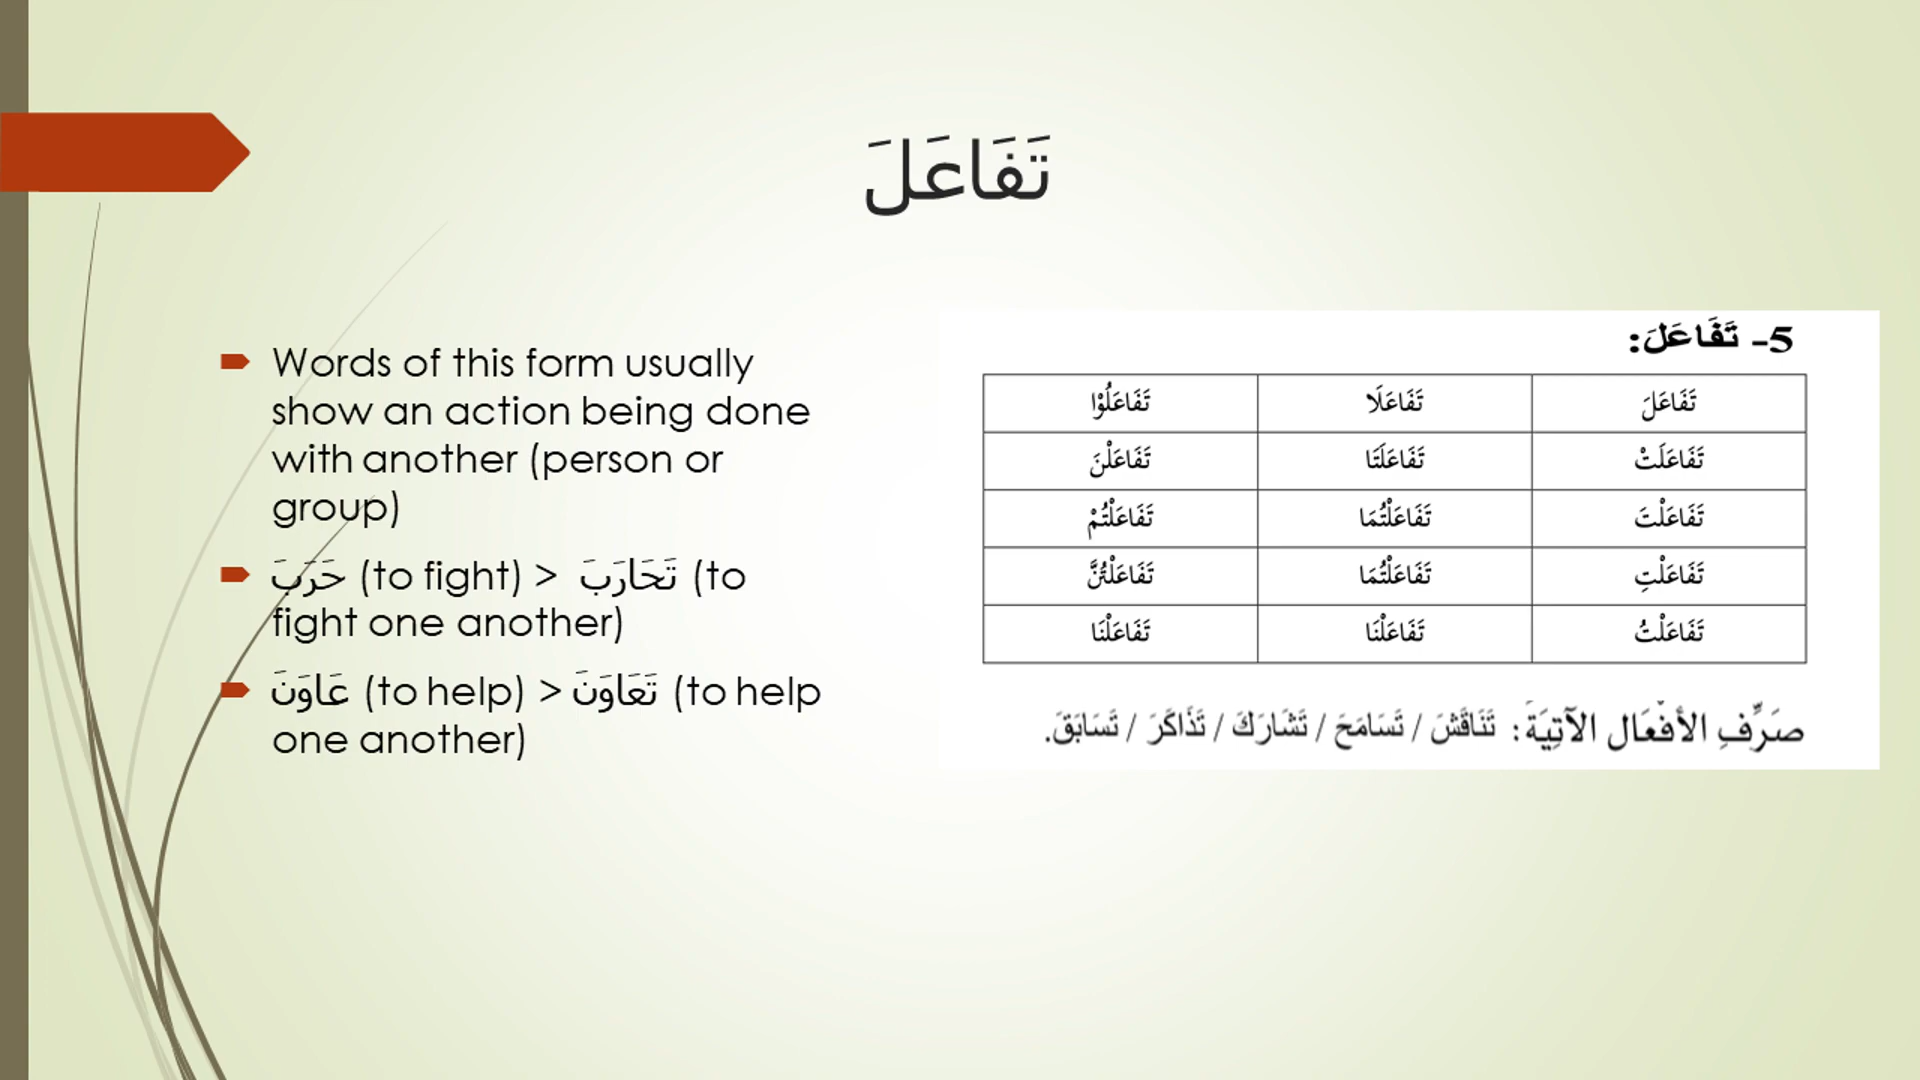 تَفَاعَلَ
Words of this form usually
show an action being done
with another (person or
group)
حَرَبَ (to fight) > تَحَارَبَ (to
fight one another)
عَاوَنَ (to help) > تَعَاوَنَ (to help
one another)
5- تَفَاعَلَ:
تَفَاعَلَ تَفَاعَلَا تَفَاعَلُوْا
تَفَاعَلَتْ تَفَاعَلَتَا تَفَاعَلْنَ
تَفَاعَلْتَ تَفَاعَلْتُمَا تَفَاعَلْتُمْ
تَفَاعَلْتِ تَفَاعَلْتُمَا تَفَاعَلْتُنَّ
تَفَاعَلْتُ تَفَاعَلْنَا تَفَاعَلْنَا
صَرِّفِ الأَفْعَال الآتِيَةَ: تَنَاقَشَ / تَسَامَحَ / تَشَارَكَ / تَذَاكَرَ / تَسَابَقَ.